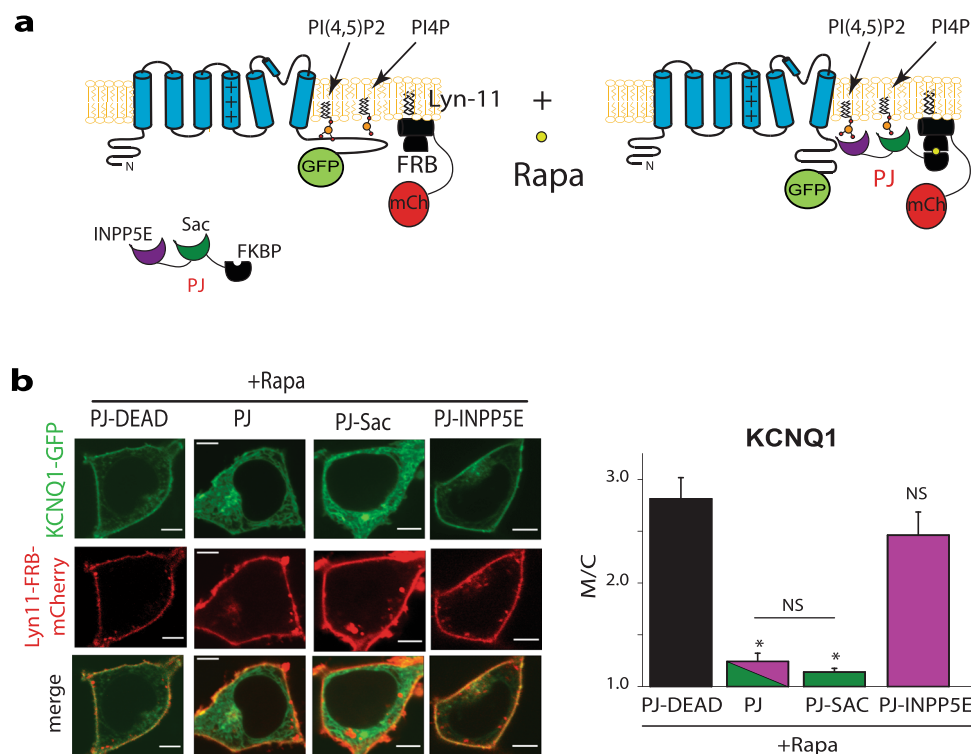 a
PI(4,5)P2
PI4P
Lyn-11
+
+
+
N
GFP
FRB
mCh
INPP5E
Sac
FKBP
PJ
+
Rapa
PI(4,5)P2
PI4P
+
+
+
N
GFP
PJ
mCh
b
+Rapa
PJ-DEAD
PJ
PJ-Sac
PJ-INPP5E
KCNQ1-GFP
Lyn11-FRB-
mCherry
merge
KCNQ1
M/C
3.0
2.0
1.0
NS
*
*
NS
PJ-DEAD
PJ
PJ-SAC
PJ-INPP5E
+Rapa